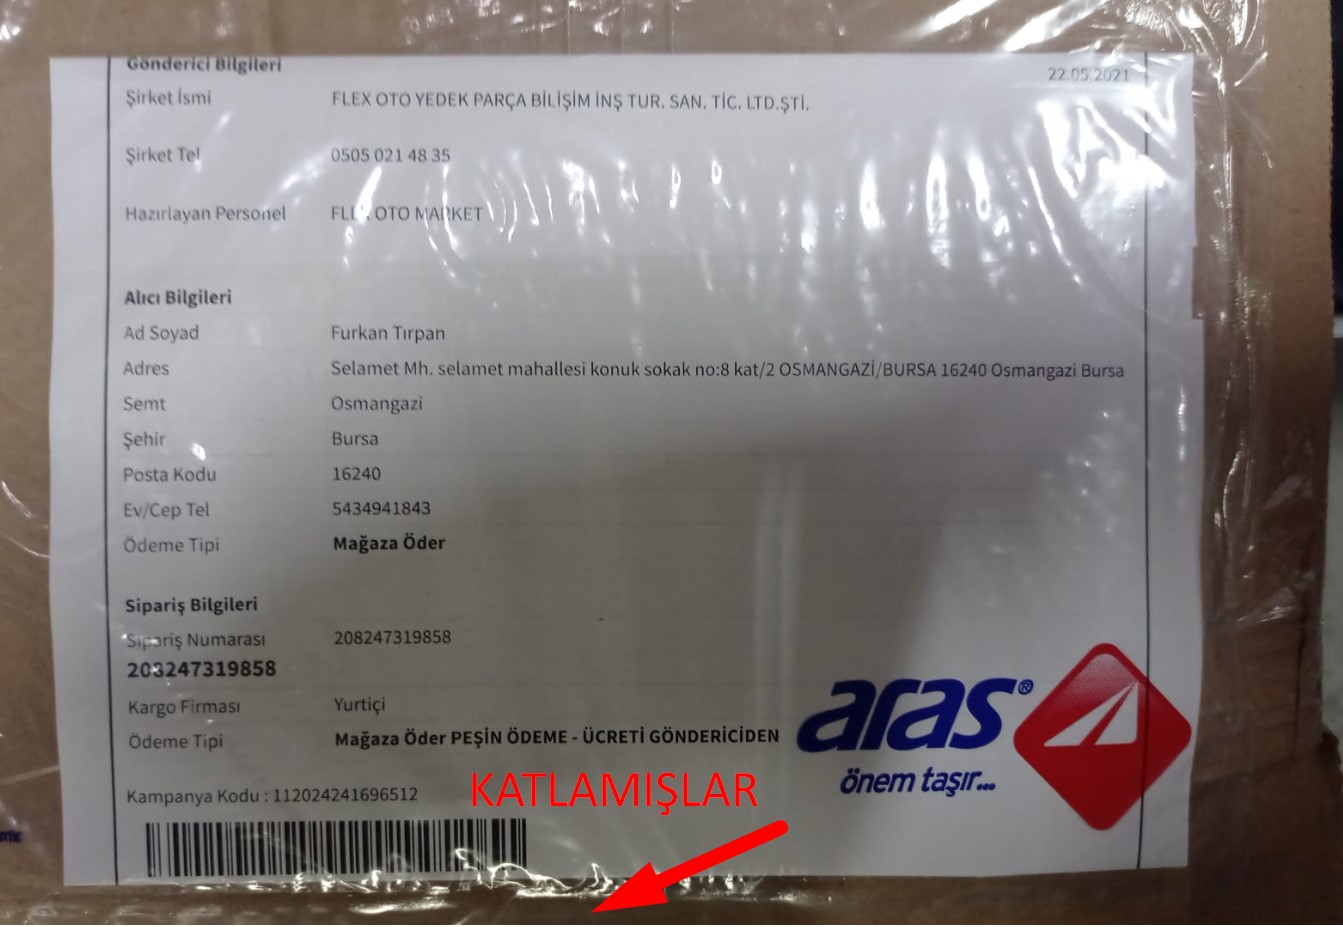 Gönderici Bilgileri
22.05.2021
Şirket İsmi FLEX OTO YEDEK PARÇA BİLİŞİM İNŞ TUR. SAN. TİC. LTD.ŞTİ.
Şirket Tel 0505 021 48 35
Hazırlayan Personel FLEX OTO MARKET
Alıcı Bilgileri
Ad Soyad Furkan Tırpan
Adres Selamet Mh. selamet mahallesi konuk sokak no:8 kat/2 OSMANGAZİ/BURSA 16240 Osmangazi Bursa
Semt Osmangazi
Şehir Bursa
Posta Kodu 16240
Ev/Cep Tel 5434941843
Ödeme Tipi Mağaza Öder
Sipariş Bilgileri
Sipariş Numarası 208247319858
208247319858
Kargo Firması Yurtiçi
Ödeme Tipi Mağaza Öder PEŞİN ÖDEME - ÜCRETİ GÖNDERİCİDEN
aras®
önem taşır...
Kampanya Kodu : 112024241696512
KATLAMIŞLAR